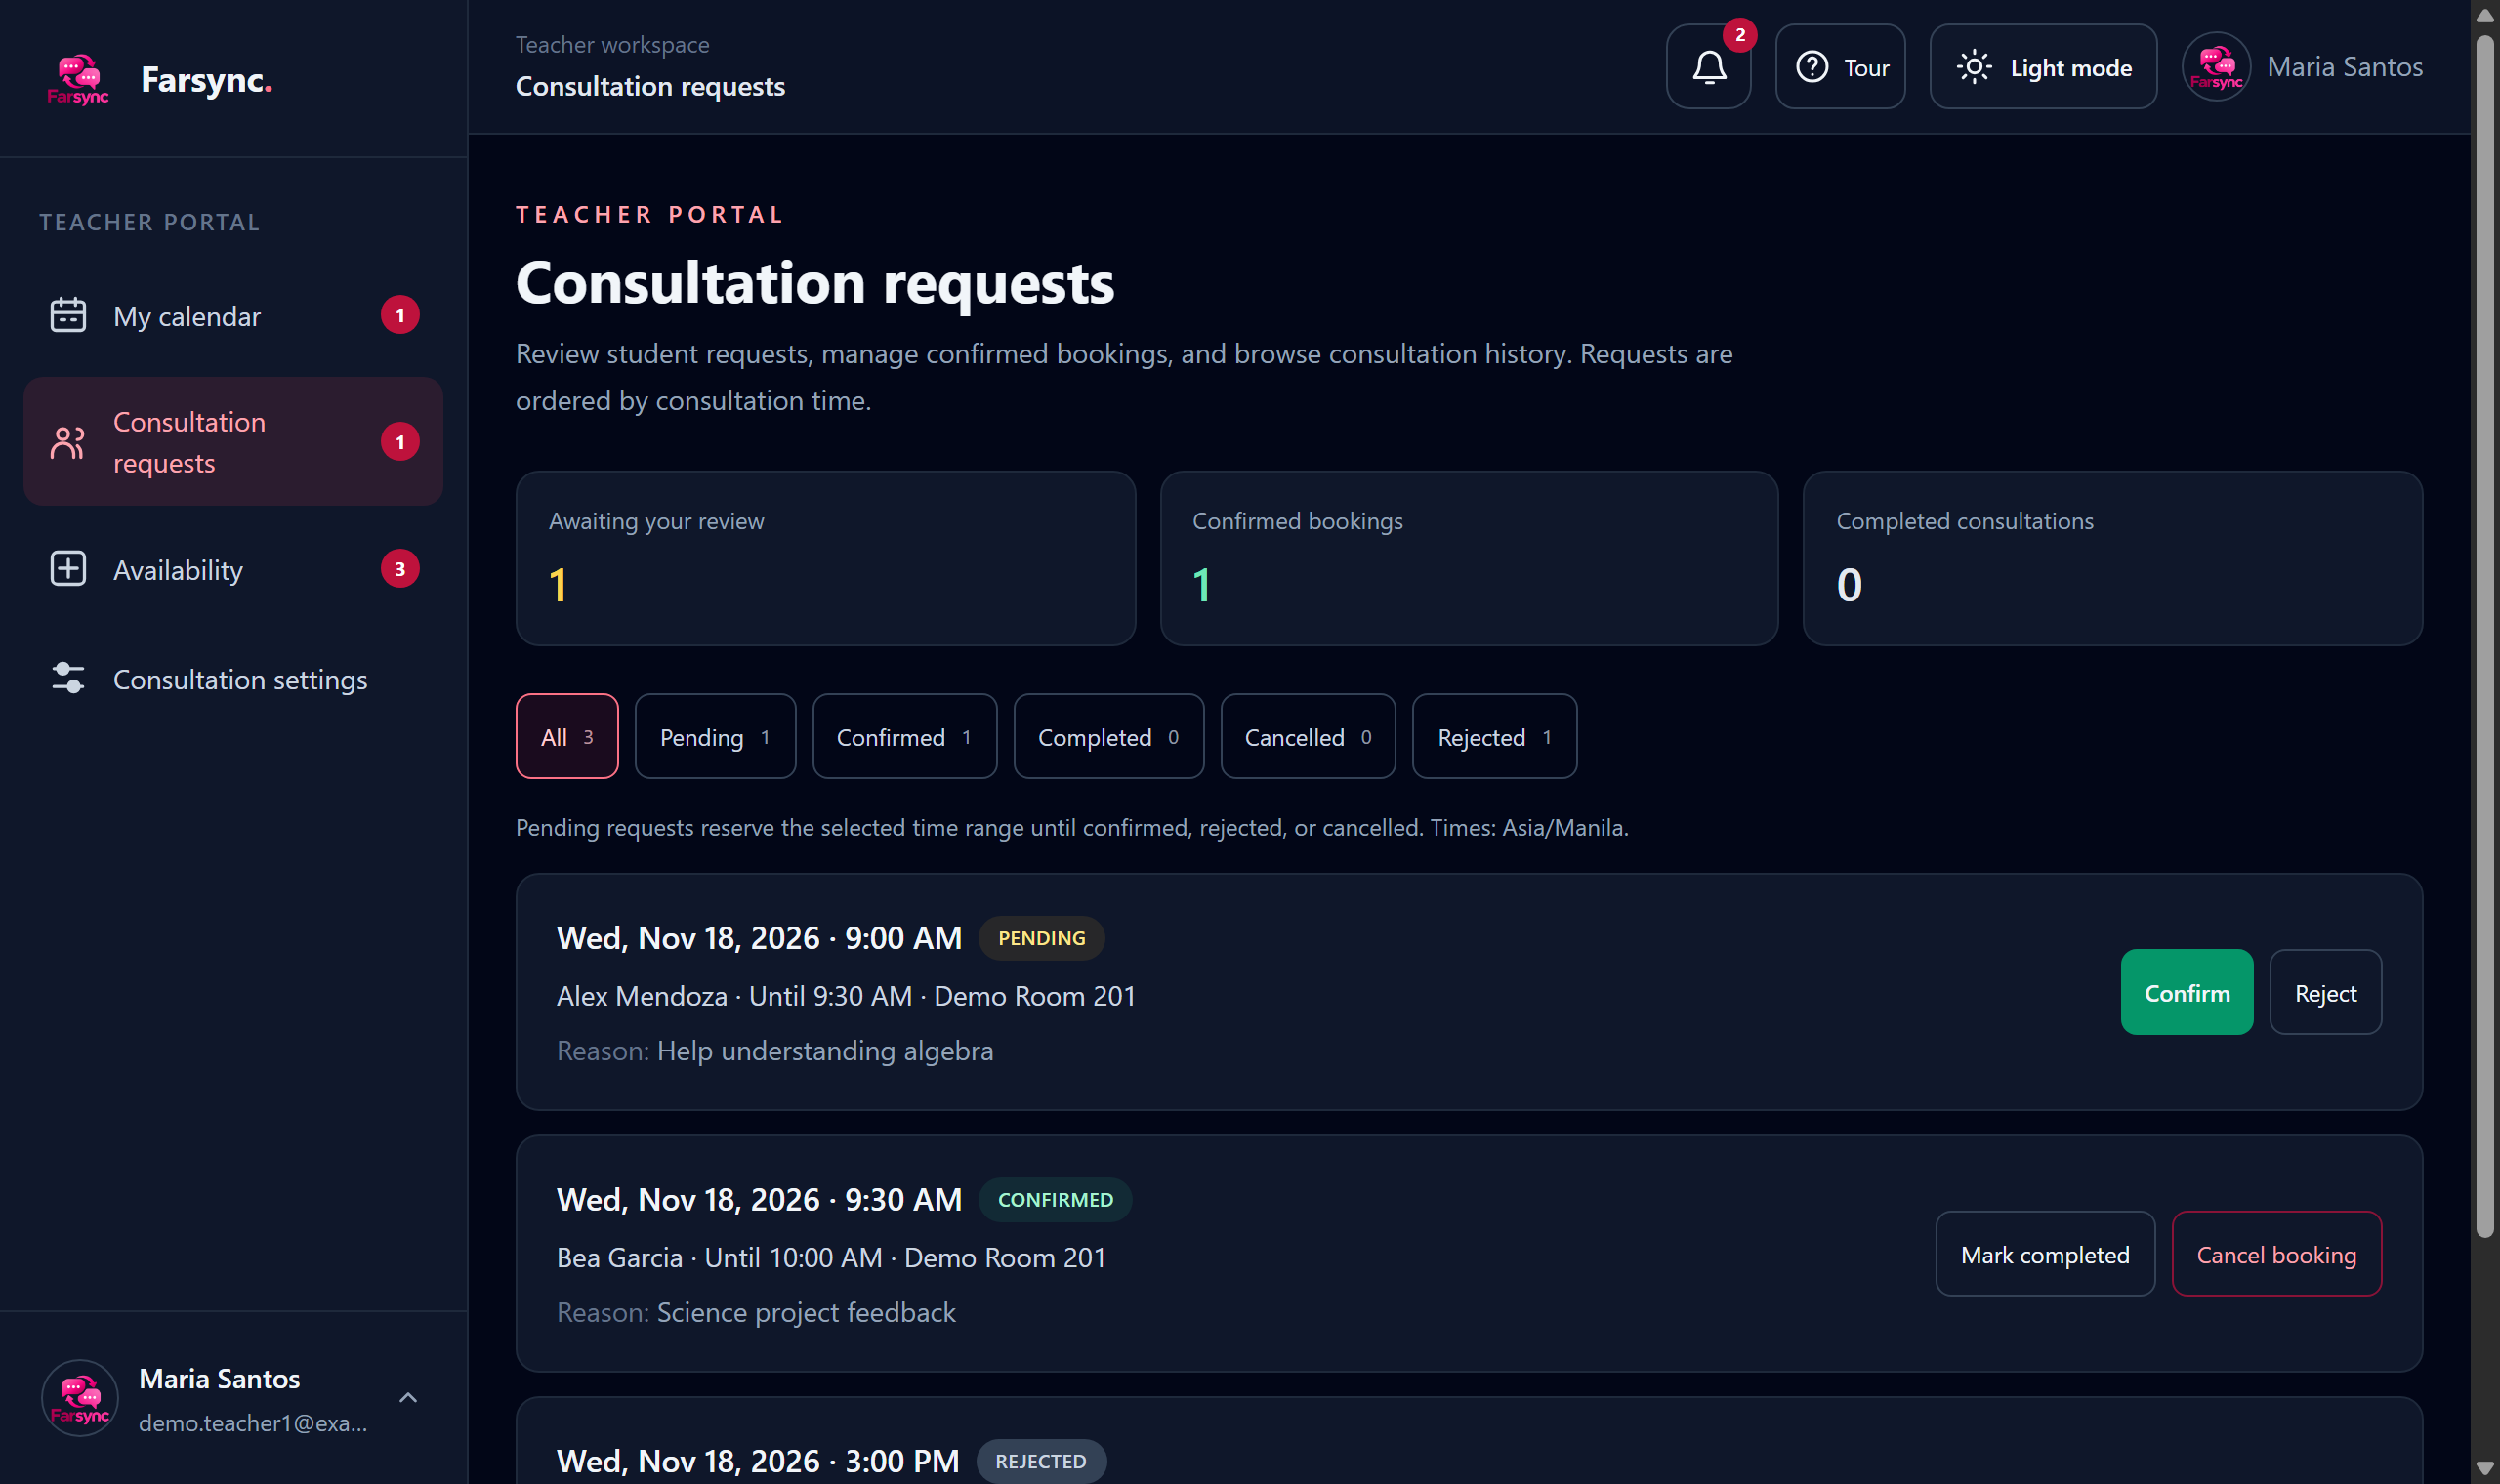 Farsync
Farsync.
TEACHER PORTAL
My calendar 1
Consultation
requests 1
Availability 3
Consultation settings
Maria Santos
demo.teacher1@exa...
Farsync
Teacher workspace
Consultation requests
2
Tour
Light mode
Farsync
Maria Santos
TEACHER PORTAL
Consultation requests
Review student requests, manage confirmed bookings, and browse consultation history. Requests are
ordered by consultation time.
Awaiting your review
1
Confirmed bookings
1
Completed consultations
0
All 3
Pending 1
Confirmed 1
Completed 0
Cancelled 0
Rejected 1
Pending requests reserve the selected time range until confirmed, rejected, or cancelled. Times: Asia/Manila.
Wed, Nov 18, 2026 · 9:00 AM PENDING
Alex Mendoza · Until 9:30 AM · Demo Room 201
Reason: Help understanding algebra
Confirm
Reject
Wed, Nov 18, 2026 · 9:30 AM CONFIRMED
Bea Garcia · Until 10:00 AM · Demo Room 201
Reason: Science project feedback
Mark completed
Cancel booking
Wed, Nov 18, 2026 · 3:00 PM REJECTED